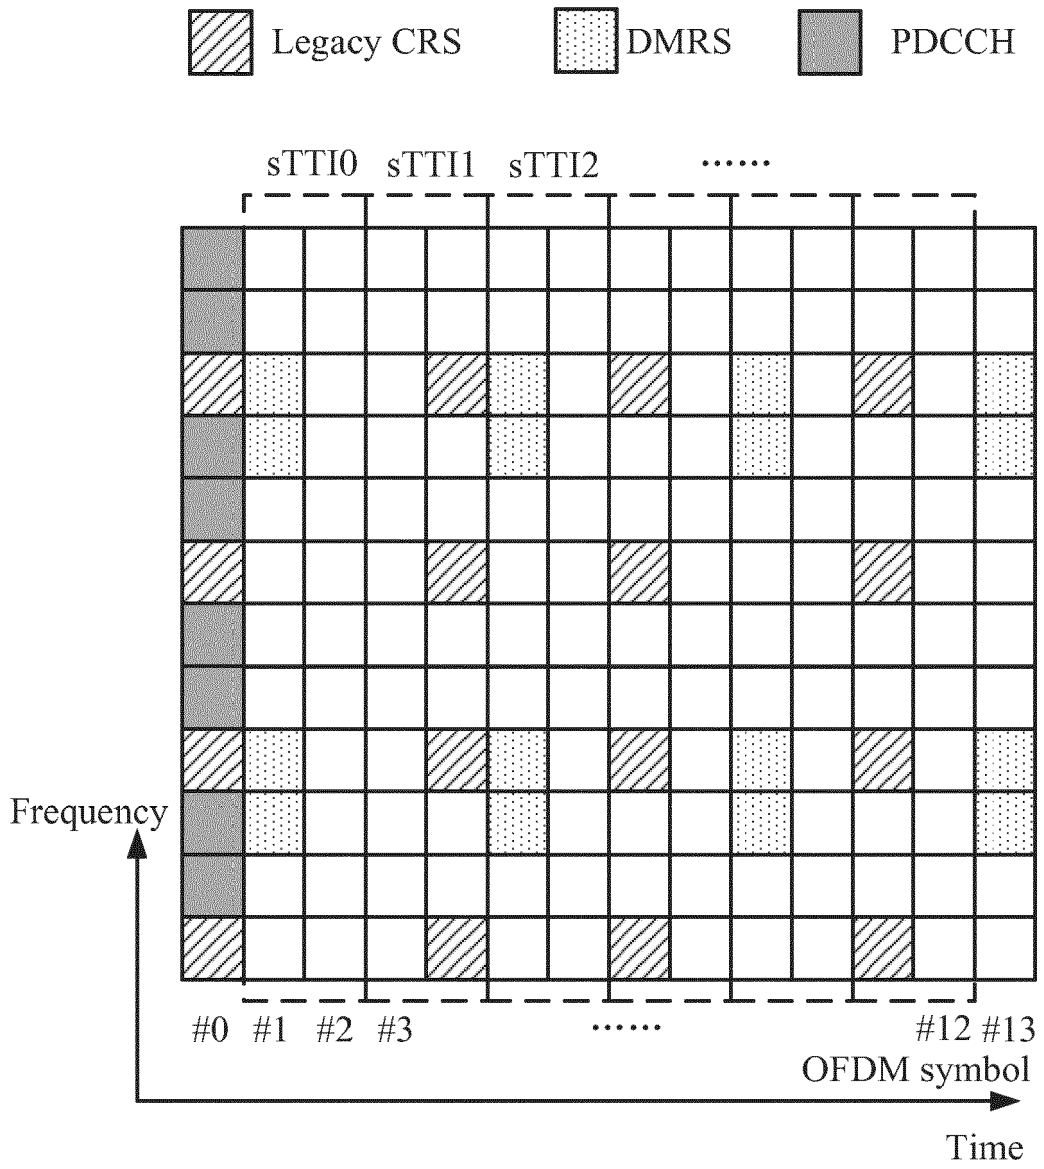 Legacy CRS DMRS PDCCH
sTTI0 sTTI1 sTTI2 ······
Frequency
#0 #1 #2 #3 ······ #12 #13
OFDM symbol
Time